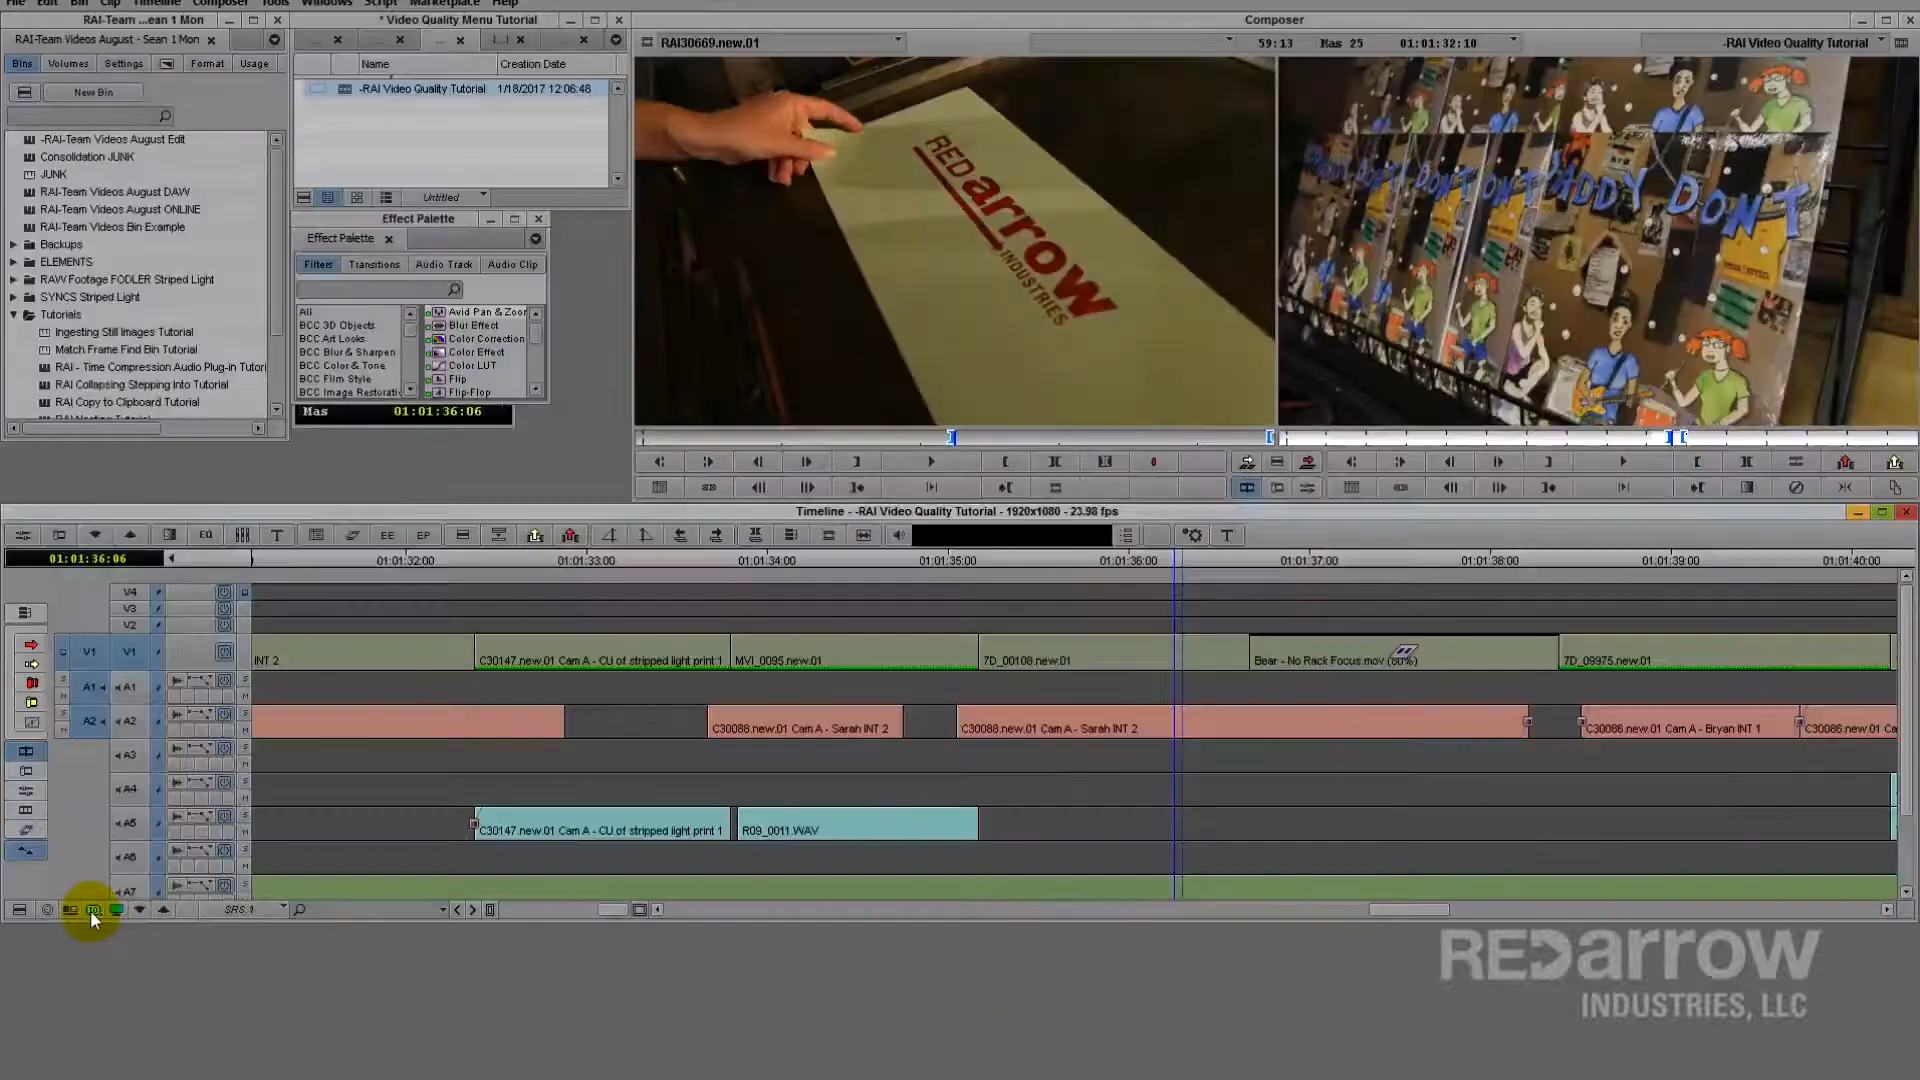 File Edit Bin Clip Timeline Composer Tools Windows Script Marketplace Help
RAI-Team ...ean 1 Mon
* Video Quality Menu Tutorial
Composer
RAI-Team Videos August - Sean 1 Mon
RAI30669.new.01
59:13 Mas 25 01:01:32:10
-RAI Video Quality Tutorial
Bins Volumes Settings Format Usage
Name Creation Date
New Bin
-RAI Video Quality Tutorial 1/18/2017 12:06:48
-RAI-Team Videos August Edit
Consolidation JUNK
JUNK
RAI-Team Videos August DAW
RAI-Team Videos August ONLINE
RAI-Team Videos Bin Example
Backups
ELEMENTS
RAW Footage FODLER Striped Light
SYNCS Striped Light
Tutorials
Ingesting Still Images Tutorial
Match Frame Find Bin Tutorial
RAI - Time Compression Audio Plug-in Tutori
RAI Collapsing Stepping Into Tutorial
RAI Copy to Clipboard Tutorial
Untitled
Effect Palette
Effect Palette
Filters Transitions Audio Track Audio Clip
All
BCC 3D Objects
BCC Art Looks
BCC Blur & Sharpen
BCC Color & Tone
BCC Film Style
BCC Image Restorati
Avid Pan & Zoor
Blur Effect
Color Correction
Color Effect
Color LUT
Flip
Flip-Flop
Mas 01:01:36:06
REDarrow
INDUSTRIES
DADDY DON'T
Timeline - -RAI Video Quality Tutorial - 1920x1080 - 23.98 fps
EQ T EE EP T
01:01:36:06
01:01:32:00 01:01:33:00 01:01:34:00 01:01:35:00 01:01:36:00 01:01:37:00 01:01:38:00 01:01:39:00 01:01:40:00
V4
V3
V2
V1 V1 INT 2 C30147.new.01 Cam A - CU of stripped light print 1 MVI_0095.new.01 7D_00108.new.01 Bear - No Rack Focus.mov (60%) 7D_09975.new.01
A1 A1
A2 A2 C30088.new.01 Cam A - Sarah INT 2 C30088.new.01 Cam A - Sarah INT 2 C30086.new.01 Cam A - Bryan INT 1 C30086.new.01 Ca
A3
A4
A5 C30147.new.01 Cam A - CU of stripped light print 1 R09_0011.WAV
A6
A7
SRS.1
REDarrow
INDUSTRIES, LLC